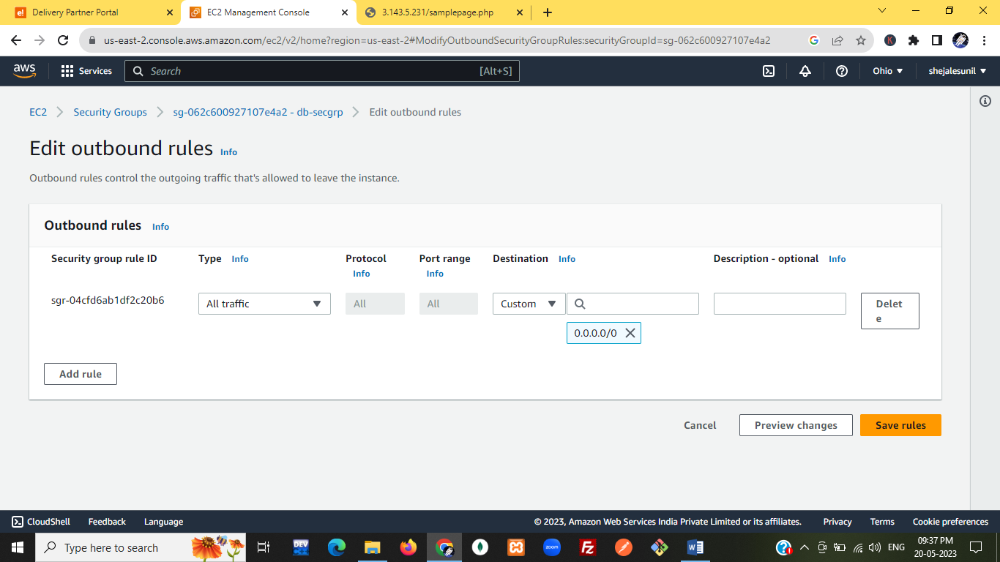 Delivery Partner Portal
EC2 Management Console
3.143.5.231/samplepage.php
us-east-2.console.aws.amazon.com/ec2/v2/home?region=us-east-2#ModifyOutboundSecurityGroupRules:securityGroupId=sg-062c600927107e4a2
aws
Services
Search
[Alt+S]
Ohio
shejalesunil
EC2
Security Groups
sg-062c600927107e4a2 - db-secgrp
Edit outbound rules
Edit outbound rules Info
Outbound rules control the outgoing traffic that's allowed to leave the instance.
Outbound rules Info
Security group rule ID
Type Info
Protocol
Info
Port range
Info
Destination Info
Description - optional Info
sgr-04cfd6ab1df2c20b6
All traffic
All
All
Custom
0.0.0.0/0
Delet
e
Add rule
Cancel
Preview changes
Save rules
CloudShell
Feedback
Language
© 2023, Amazon Web Services India Private Limited or its affiliates.
Privacy
Terms
Cookie preferences
Type here to search
DEV
zoom
ENG
09:37 PM
20-05-2023